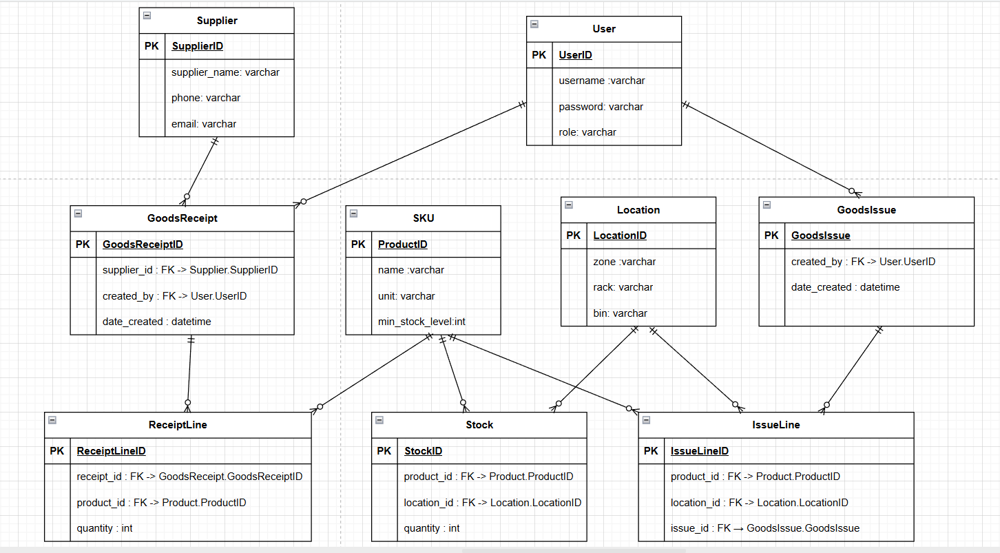 Supplier
PK SupplierID
supplier_name: varchar
phone: varchar
email: varchar
User
PK UserID
username :varchar
password: varchar
role: varchar
GoodsReceipt
PK GoodsReceiptID
supplier_id : FK -> Supplier.SupplierID
created_by : FK -> User.UserID
date_created : datetime
SKU
PK ProductID
name :varchar
unit: varchar
min_stock_level:int
Location
PK LocationID
zone :varchar
rack: varchar
bin: varchar
GoodsIssue
PK GoodsIssue
created_by : FK -> User.UserID
date_created : datetime
ReceiptLine
PK ReceiptLineID
receipt_id : FK -> GoodsReceipt.GoodsReceiptID
product_id : FK -> Product.ProductID
quantity : int
Stock
PK StockID
product_id : FK -> Product.ProductID
location_id : FK -> Location.LocationID
quantity : int
IssueLine
PK IssueLineID
product_id : FK -> Product.ProductID
location_id : FK -> Location.LocationID
issue_id : FK → GoodsIssue.GoodsIssue